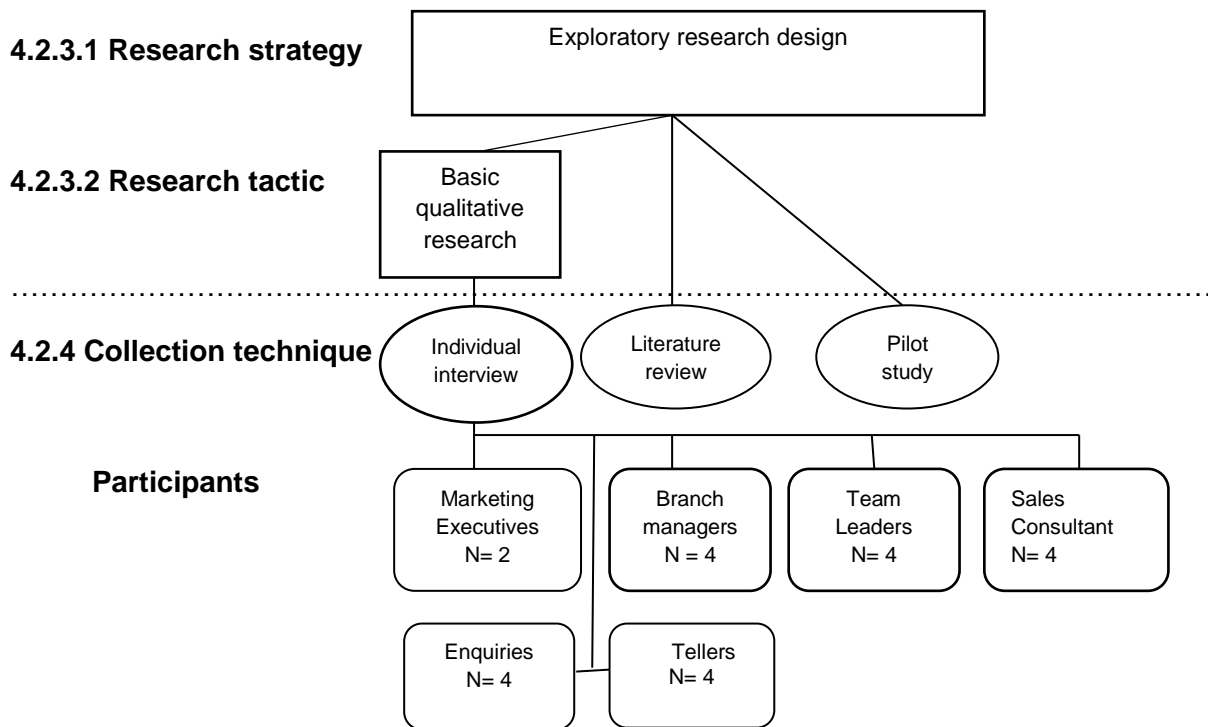 4.2.3.1 Research strategy
Exploratory research design
4.2.3.2 Research tactic
Basic
qualitative
research
4.2.4 Collection technique
Individual
interview
Literature
review
Pilot
study
Participants
Marketing
Executives
N= 2
Branch
managers
N = 4
Team
Leaders
N= 4
Sales
Consultant
N= 4
Enquiries
N= 4
Tellers
N= 4